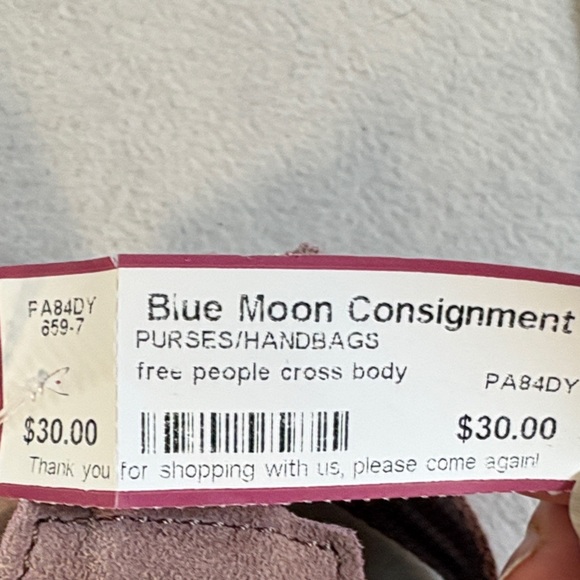 PA84DY
659-7
$30.00
Blue Moon Consignment
PURSES/HANDBAGS
free people cross body
PA84DY
$30.00
Thank you for shopping with us, please come again!